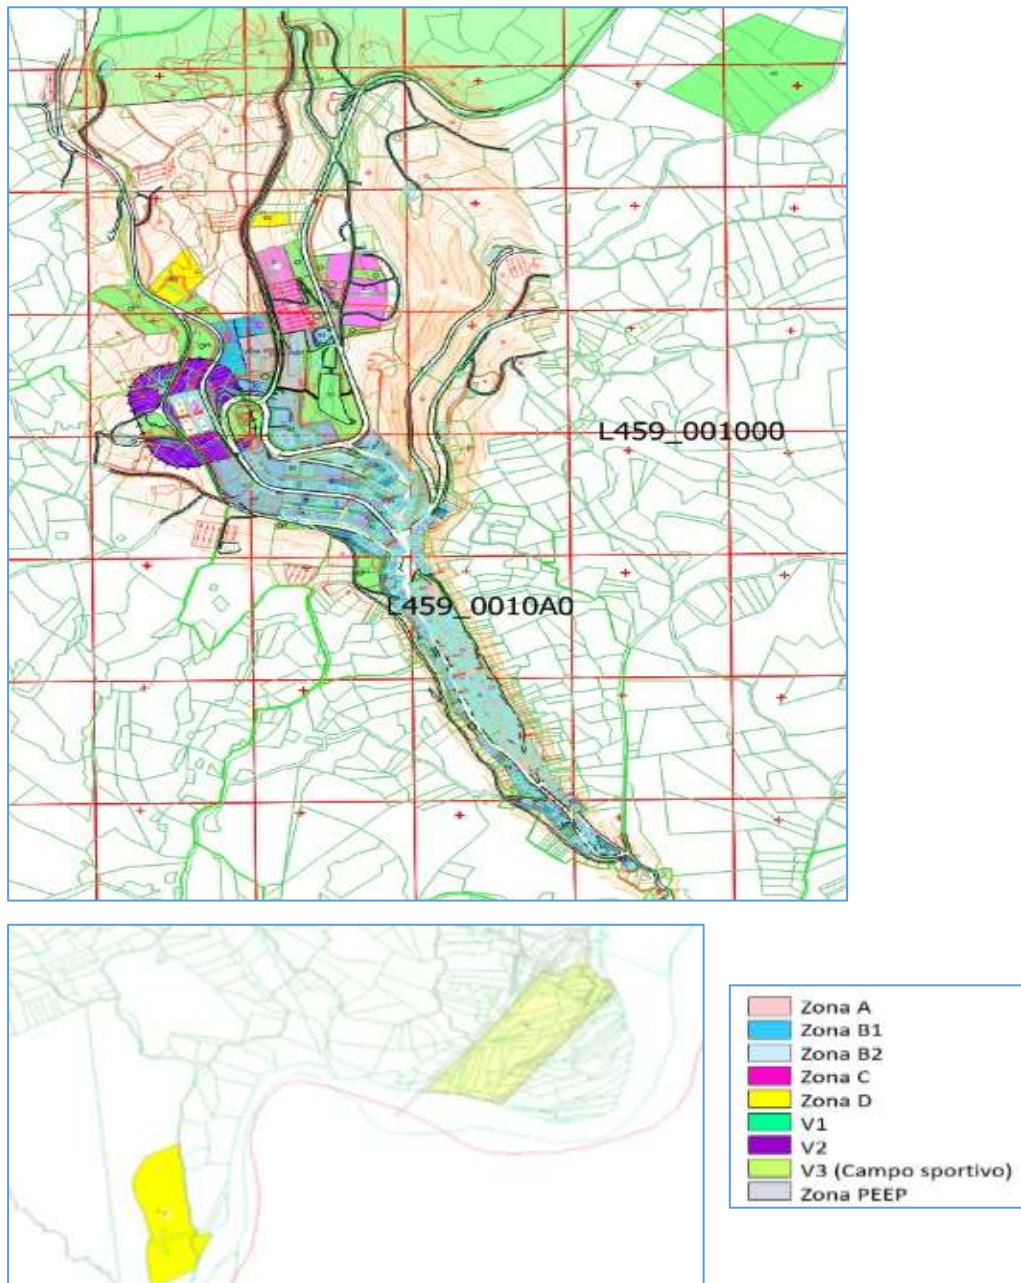 L459_001000
L459_0010A0
Zona A
Zona B1
Zona B2
Zona C
Zona D
V1
V2
V3 (Campo sportivo)
Zona PEEP